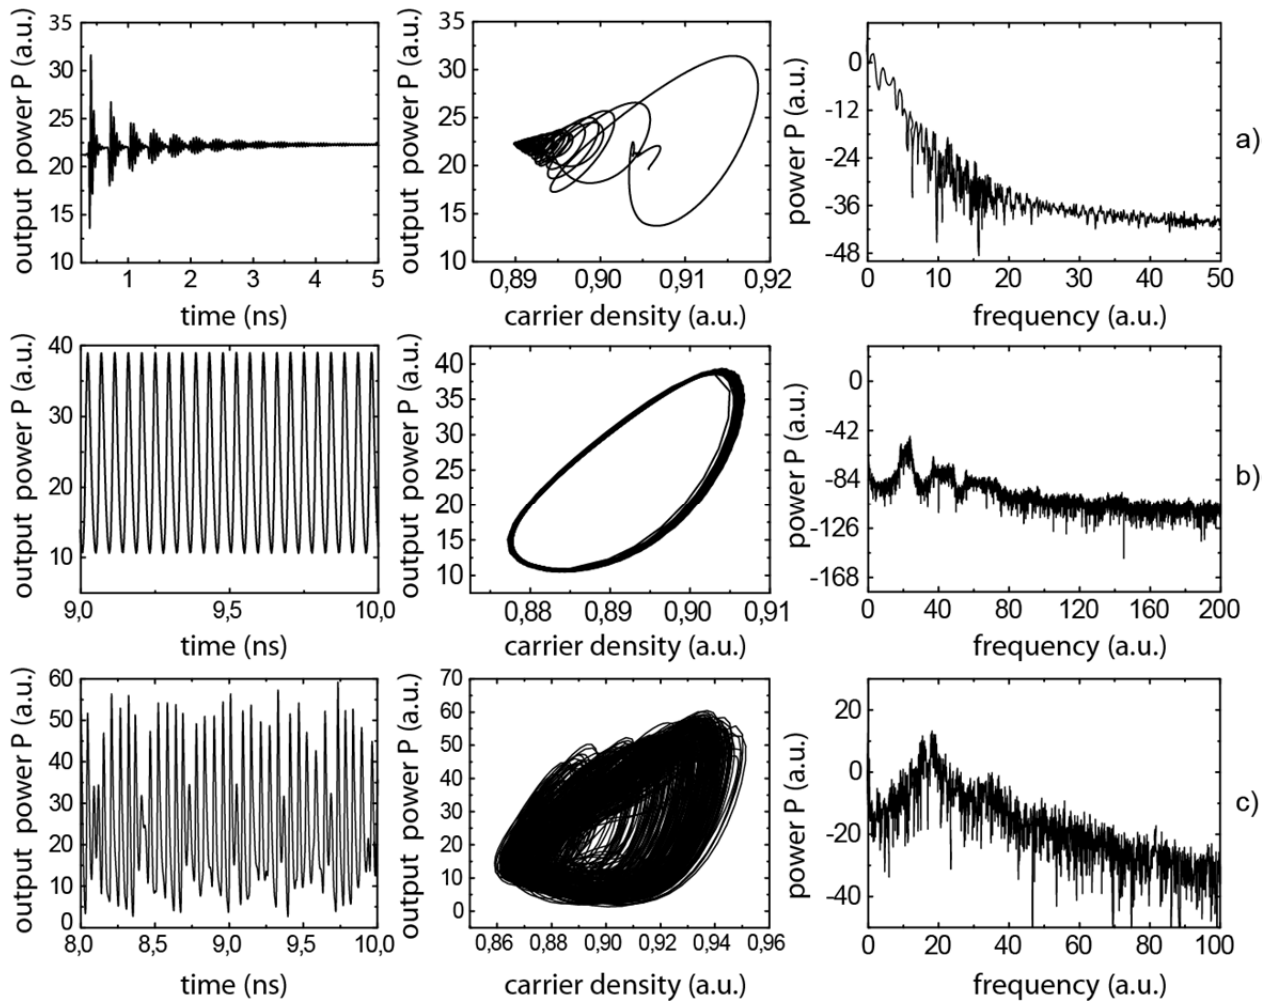 35
30
25
20
15
10
1 2 3 4 5
output power P (a.u.)
time (ns)
35
30
25
20
15
10
0,89 0,90 0,91 0,92
output power P (a.u.)
carrier density (a.u.)
0
-12
-24
-36
-48
0 10 20 30 40 50
power P (a.u.)
frequency (a.u.)
a)
40
30
20
10
9,0 9,5 10,0
output power P (a.u.)
time (ns)
40
35
30
25
20
15
10
0,88 0,89 0,90 0,91
output power P (a.u.)
carrier density (a.u.)
0
-42
-84
-126
-168
0 40 80 120 160 200
power P (a.u.)
frequency (a.u.)
b)
60
50
40
30
20
10
0
8,0 8,5 9,0 9,5 10,0
output power P (a.u.)
time (ns)
70
60
50
40
30
20
10
0
0,86 0,88 0,90 0,92 0,94 0,96
output power P (a.u.)
carrier density (a.u.)
20
0
-20
-40
0 20 40 60 80 100
power P (a.u.)
frequency (a.u.)
c)